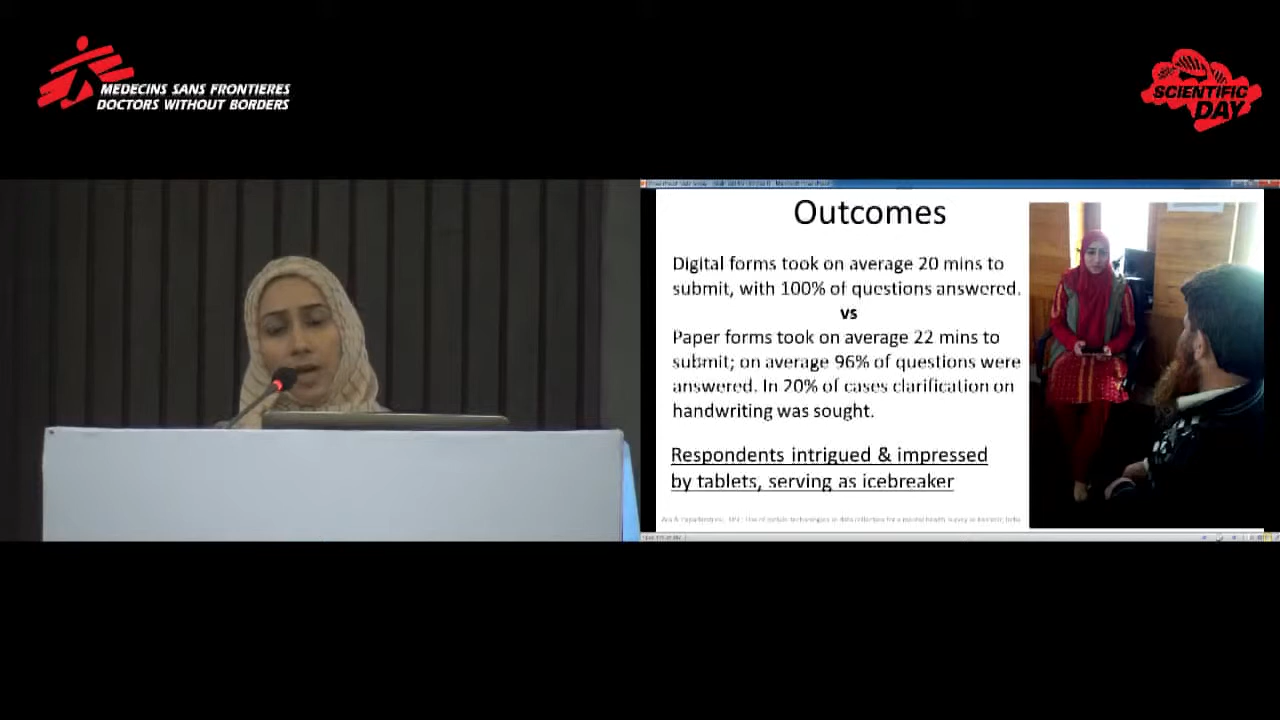 MEDECINS SANS FRONTIERES
DOCTORS WITHOUT BORDERS
SCIENTIFIC
DAY
Outcomes
Digital forms took on average 20 mins to
submit, with 100% of questions answered.
vs
Paper forms took on average 22 mins to
submit; on average 96% of questions were
answered. In 20% of cases clarification on
handwriting was sought.
Respondents intrigued & impressed
by tablets, serving as icebreaker